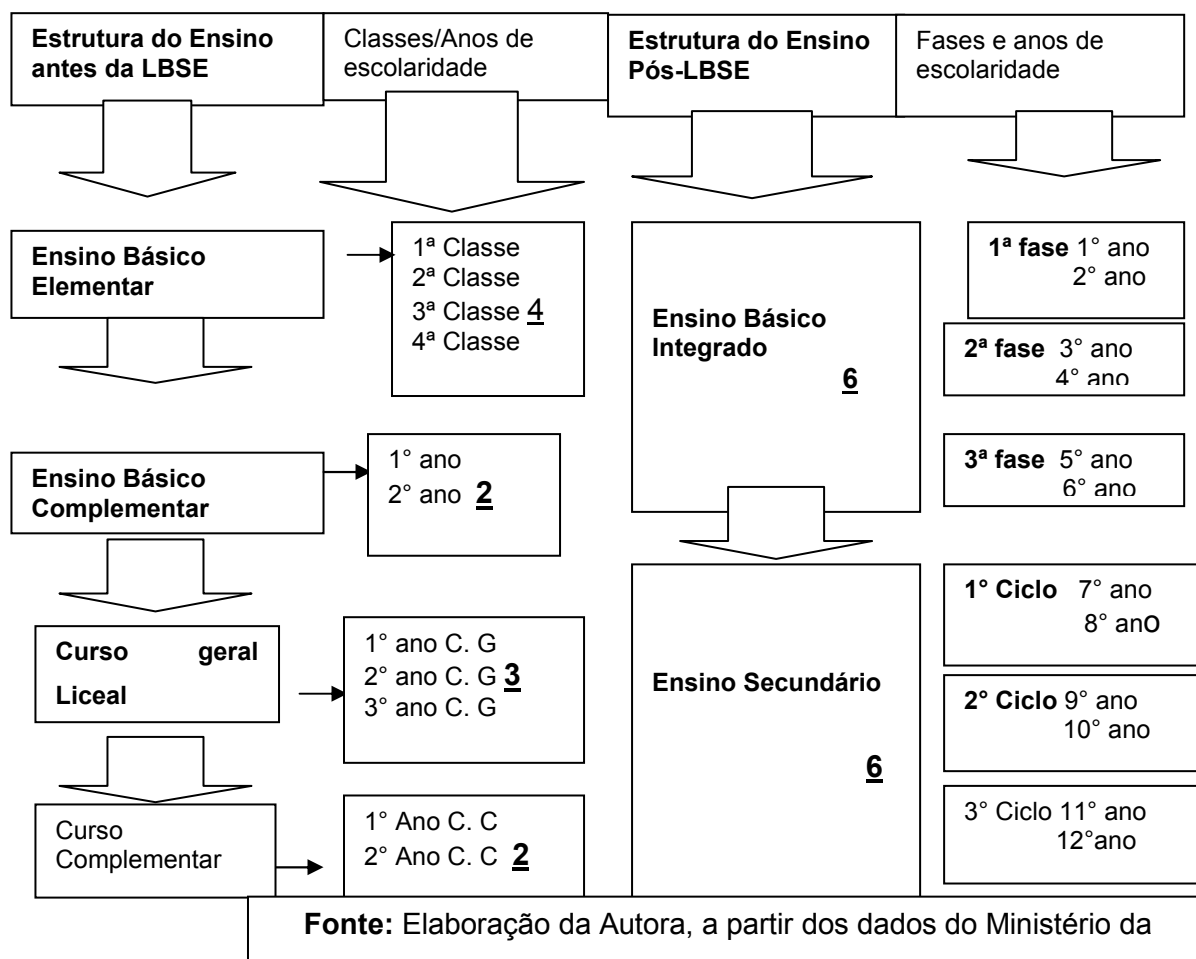 Estrutura do Ensino
antes da LBSE
Classes/Anos de
escolaridade
Estrutura do Ensino
Pós-LBSE
Fases e anos de
escolaridade
Ensino Básico
Elementar
1ª Classe
2ª Classe
3ª Classe 4
4ª Classe
Ensino Básico
Integrado
6
1ª fase 1° ano
2° ano
2ª fase 3° ano
4° ano
3ª fase 5° ano
6° ano
Ensino Básico
Complementar
1° ano
2° ano 2
Curso geral
Liceal
1° ano C. G
2° ano C. G 3
3° ano C. G
Ensino Secundário
6
1° Ciclo 7° ano
8° ano
2° Ciclo 9° ano
10° ano
3° Ciclo 11° ano
12°ano
Curso
Complementar
1° Ano C. C
2° Ano C. C 2
Fonte: Elaboração da Autora, a partir dos dados do Ministério da